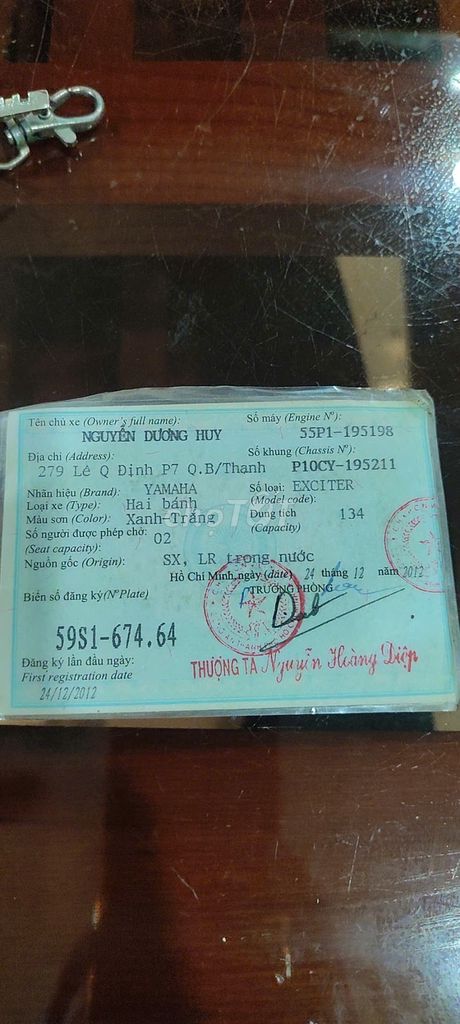 Tên chủ xe (Owner's full name):
NGUYỄN DƯƠNG HUY
Số máy (Engine Nº):
55P1-195198
Địa chỉ (Address):
279 Lê Q Định P7 Q.B/Thạnh
Số khung (Chassis Nº):
P10CY-195211
Nhãn hiệu (Brand): YAMAHA
Số loại: EXCITER
(Model code):
Loại xe (Type): Hai bánh
Màu sơn (Color): Xanh-Trắng
Dung tích 134
(Capacity)
Số người được phép chở: 02
(Seat capacity):
Nguồn gốc (Origin): SX, LR trong nước
Hồ Chí Minh,ngày (date) 24 tháng 12 năm 2012
TRƯỞNG PHÒNG
Biển số đăng ký(NºPlate)
59S1-674.64
Đăng ký lần đầu ngày:
First registration date
24/12/2012
THƯỢNG TÁ Nguyễn Hoàng Diệp